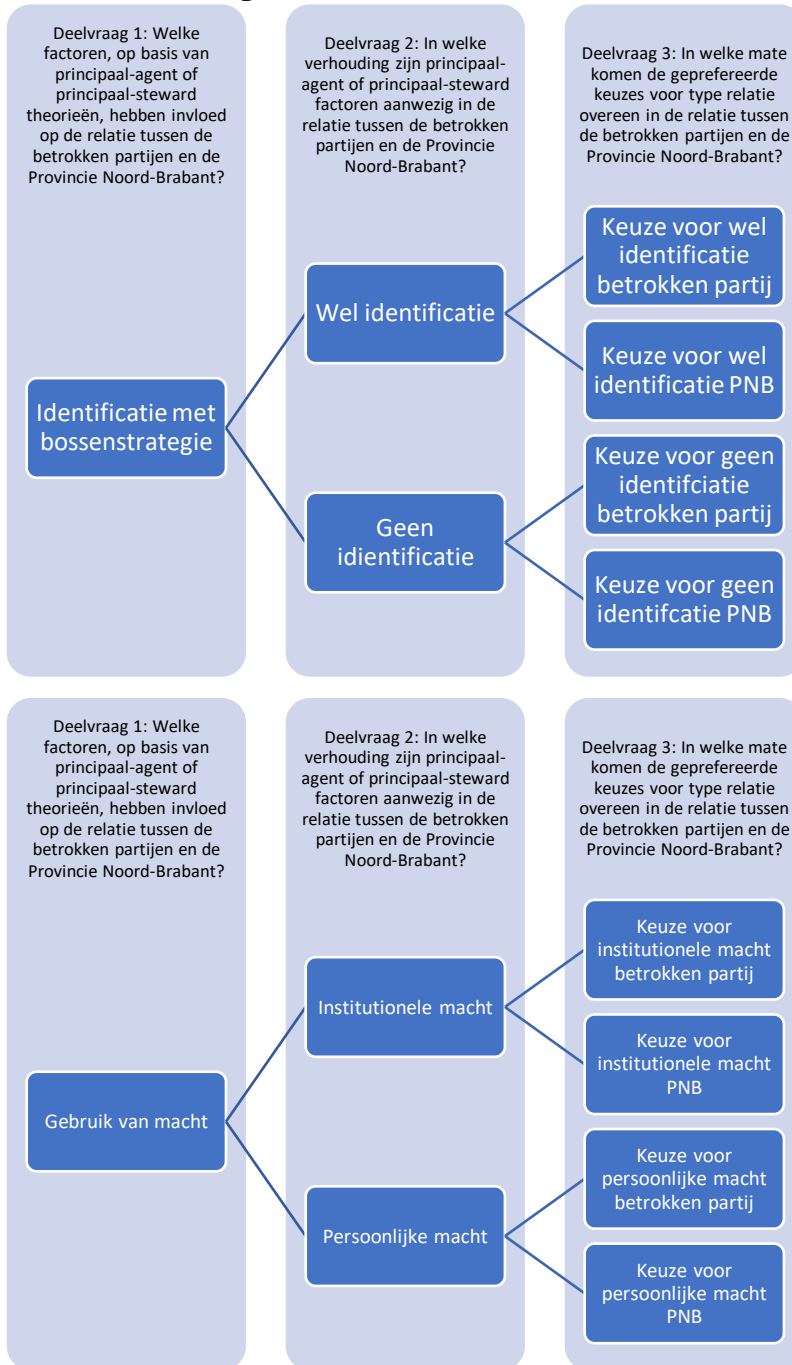 Deelvraag 1: Welke
factoren, op basis van
principaal-agent of
principaal-steward
theorieën, hebben invloed
op de relatie tussen de
betrokken partijen en de
Provincie Noord-Brabant?
Identificatie met
bossenstrategie
Deelvraag 2: In welke
verhouding zijn principaal-
agent of principaal-steward
factoren aanwezig in de
relatie tussen de betrokken
partijen en de Provincie
Noord-Brabant?
Wel identificatie
Geen
idientificatie
Deelvraag 3: In welke mate
komen de geprefereerde
keuzes voor type relatie
overeen in de relatie tussen
de betrokken partijen en de
Provincie Noord-Brabant?
Keuze voor wel
identificatie
betrokken partij
Keuze voor wel
identificatie PNB
Keuze voor geen
identifciatie
betrokken partij
Keuze voor geen
identifcatie PNB
Deelvraag 1: Welke
factoren, op basis van
principaal-agent of
principaal-steward
theorieën, hebben invloed
op de relatie tussen de
betrokken partijen en de
Provincie Noord-Brabant?
Gebruik van macht
Deelvraag 2: In welke
verhouding zijn principaal-
agent of principaal-steward
factoren aanwezig in de
relatie tussen de betrokken
partijen en de Provincie
Noord-Brabant?
Institutionele macht
Persoonlijke macht
Deelvraag 3: In welke mate
komen de geprefereerde
keuzes voor type relatie
overeen in de relatie tussen
de betrokken partijen en de
Provincie Noord-Brabant?
Keuze voor
institutionele macht
betrokken partij
Keuze voor
institutionele macht
PNB
Keuze voor
persoonlijke macht
betrokken partij
Keuze voor
persoonlijke macht
PNB